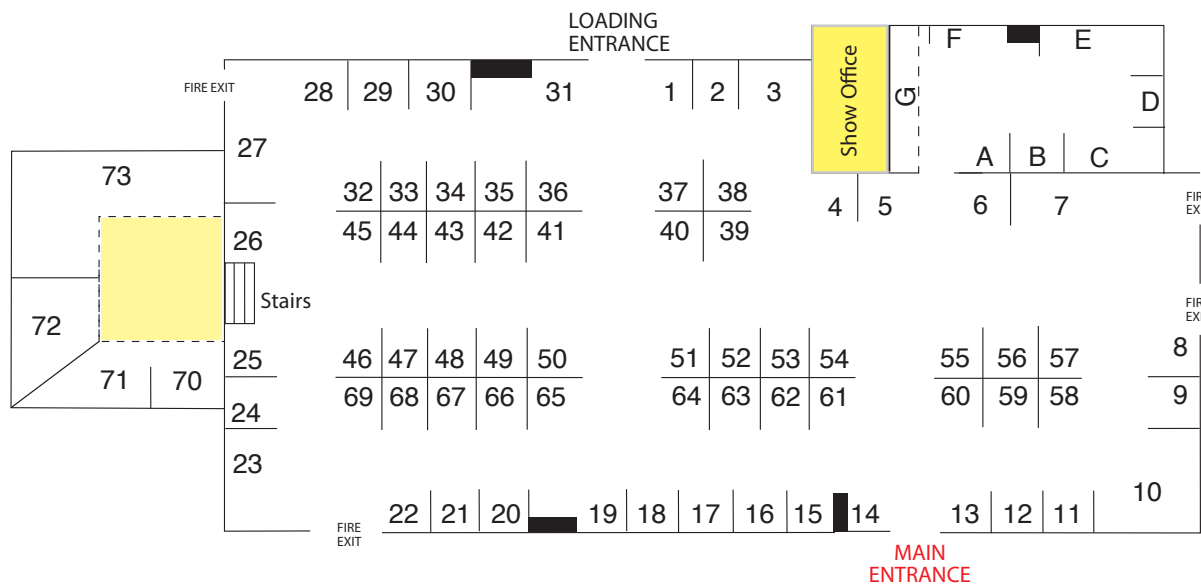 LOADING
ENTRANCE
F
E
FIRE EXIT
28 29 30 31
1 2 3
Show Office
G
D
27
A B C
73
32 33 34 35 36
37 38
4 5
6 7
FIRE
EXIT
45 44 43 42 41
40 39
26
Stairs
FIRE
EXIT
72
25
46 47 48 49 50
51 52 53 54
55 56 57
8
71 70
24
69 68 67 66 65
64 63 62 61
60 59 58
9
23
10
22 21 20 19 18 17 16 15 14
13 12 11
FIRE
EXIT
MAIN
ENTRANCE